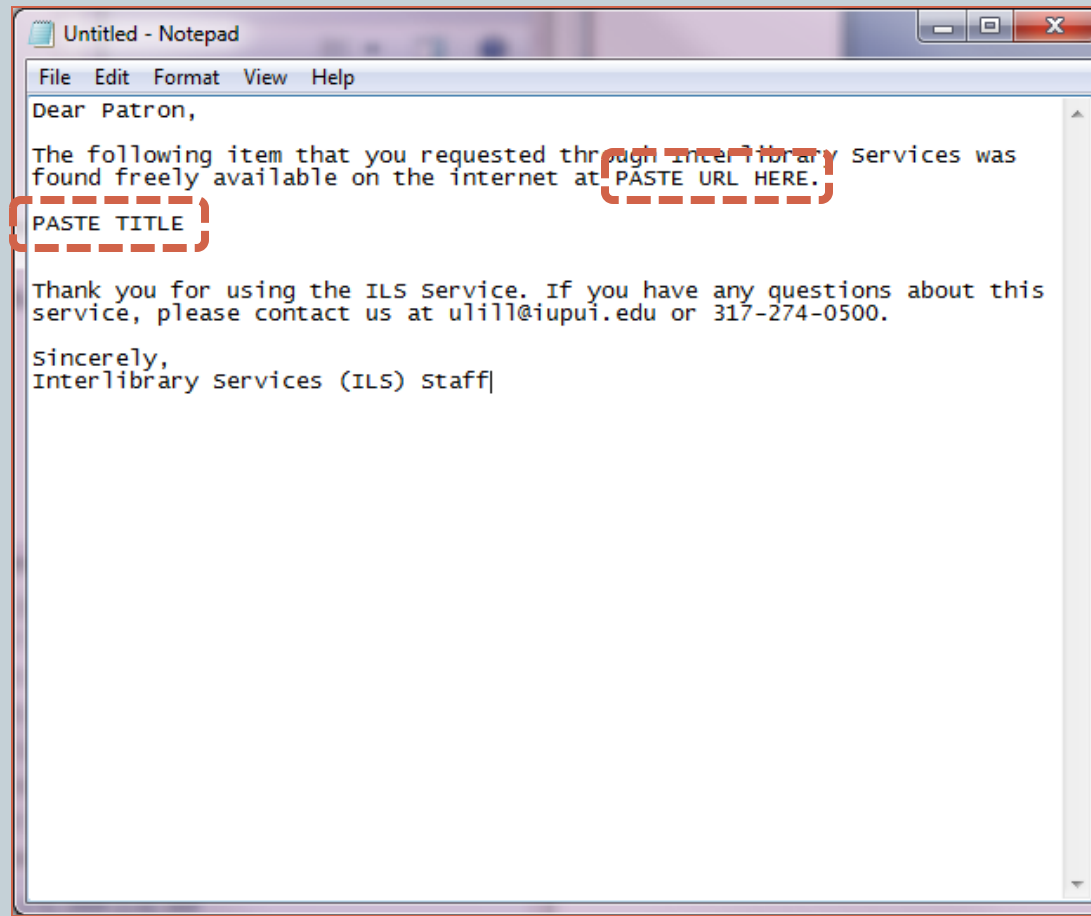 Untitled - Notepad
File Edit Format View Help
Dear Patron,
The following item that you requested through Interlibrary Services was
found freely available on the internet at PASTE URL HERE.
PASTE TITLE
Thank you for using the ILS Service. If you have any questions about this
service, please contact us at ulill@iupui.edu or 317-274-0500.
Sincerely,
Interlibrary Services (ILS) Staff